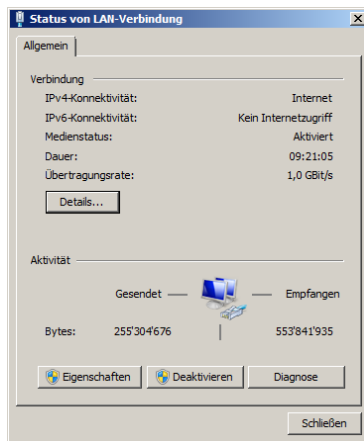 Status von LAN-Verbindung
Allgemein
Verbindung
IPv4-Konnektivität: Internet
IPv6-Konnektivität: Kein Internetzugriff
Medienstatus: Aktiviert
Dauer: 09:21:05
Übertragungsrate: 1,0 GBit/s
Details...
Aktivität
Gesendet — — Empfangen
Bytes: 255'304'676 | 553'841'935
Eigenschaften Deaktivieren Diagnose
Schließen